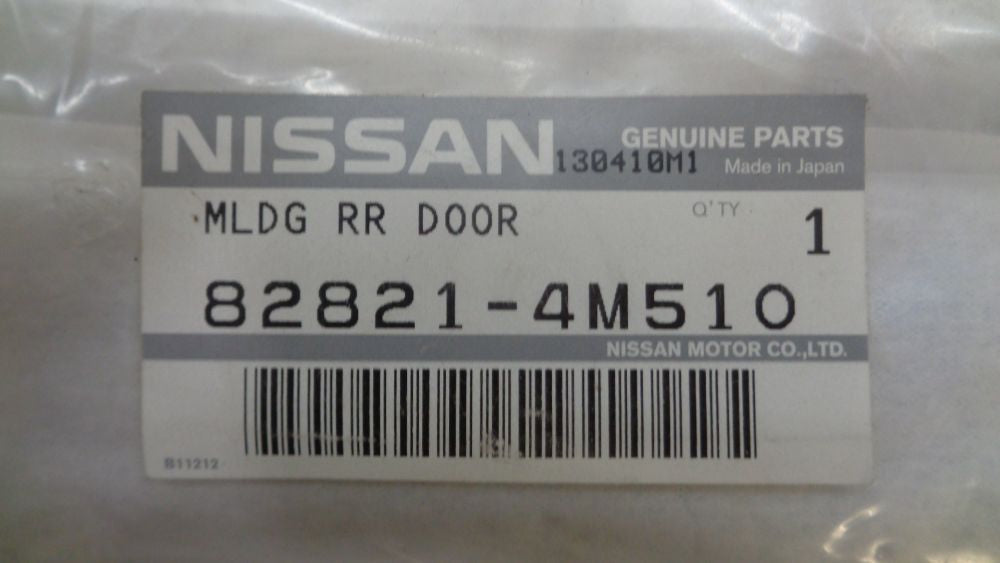 NISSAN
GENUINE PARTS
130410M1
Made in Japan
MLDG RR DOOR
Q'TY
1
82821-4M510
NISSAN MOTOR CO.,LTD.
B11212